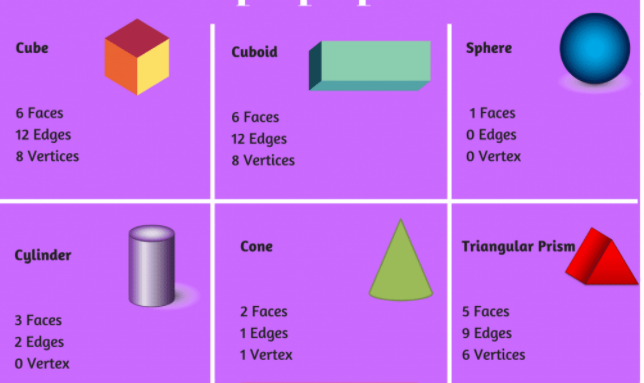 Cube
6 Faces
12 Edges
8 Vertices
Cuboid
6 Faces
12 Edges
8 Vertices
Sphere
1 Faces
0 Edges
0 Vertex
Cylinder
3 Faces
2 Edges
0 Vertex
Cone
2 Faces
1 Edges
1 Vertex
Triangular Prism
5 Faces
9 Edges
6 Vertices